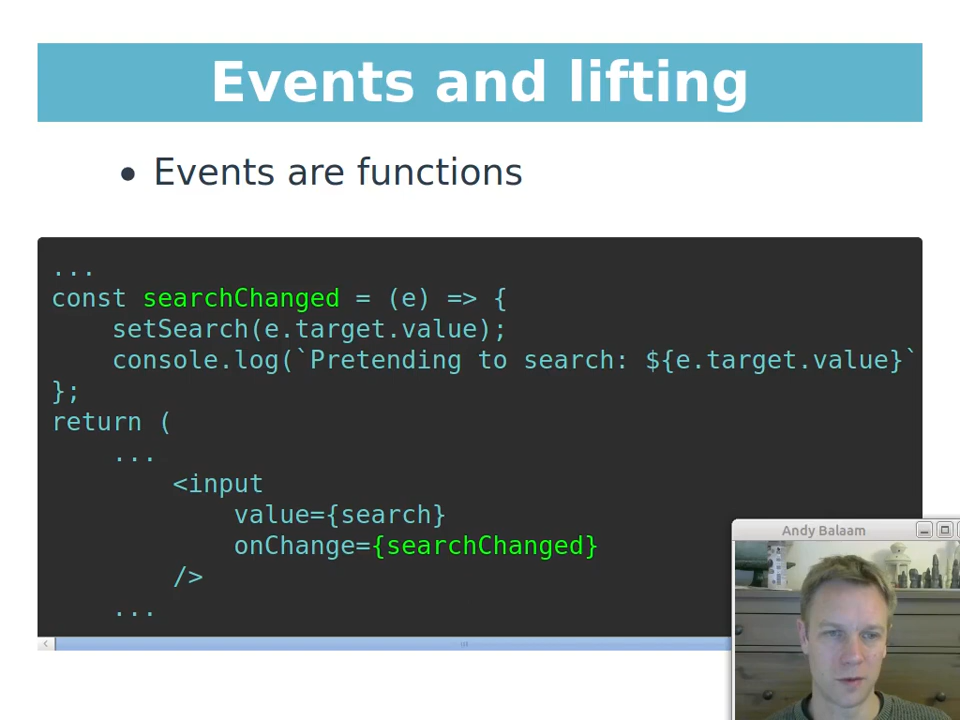 Events and lifting
• Events are functions
...
const searchChanged = (e) => {
    setSearch(e.target.value);
    console.log(`Pretending to search: ${e.target.value}`
};
return (
    ...
        <input
            value={search}
            onChange={searchChanged}
        />
    ...
Andy Balaam